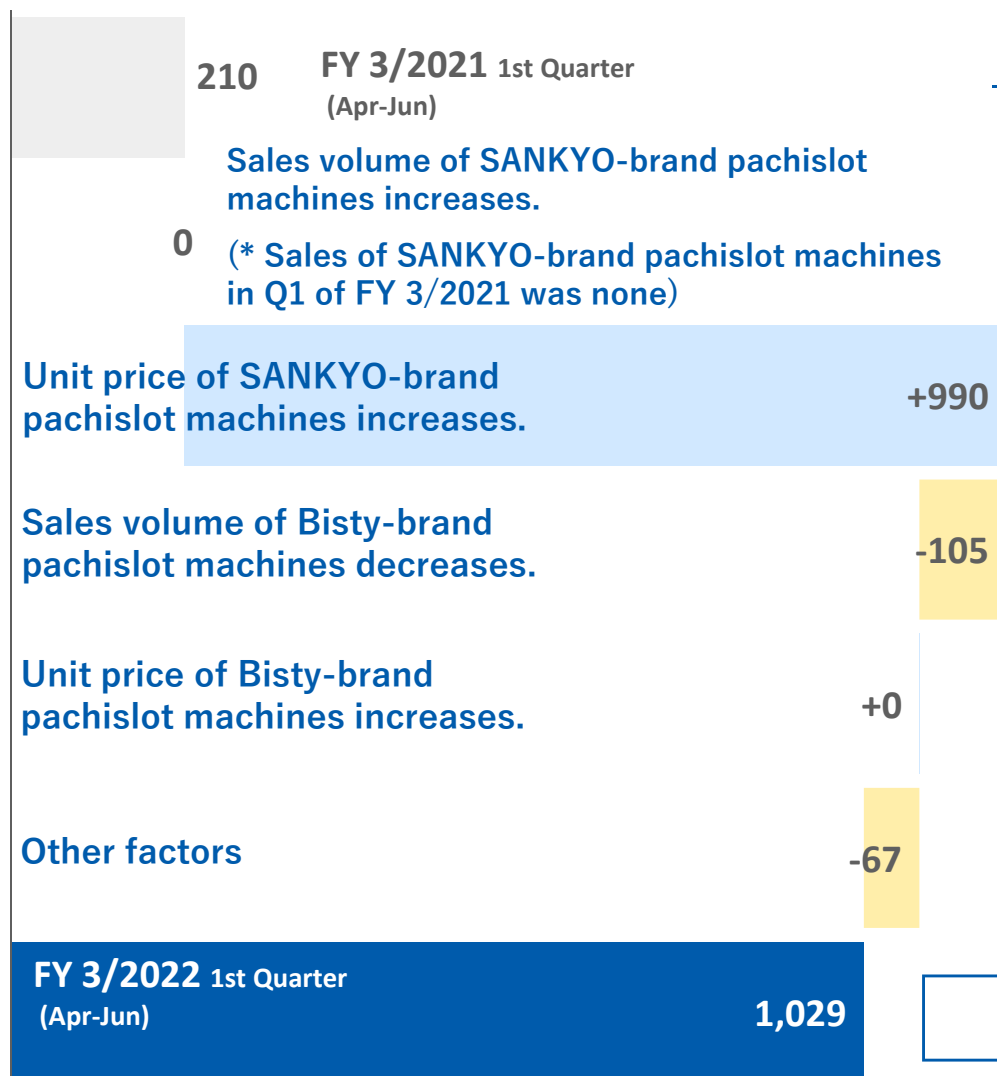 210
FY 3/2021 1st Quarter
(Apr-Jun)
Sales volume of SANKYO-brand pachislot
machines increases.
0
(* Sales of SANKYO-brand pachislot machines
in Q1 of FY 3/2021 was none)
Unit price of SANKYO-brand
pachislot machines increases.
+990
Sales volume of Bisty-brand
pachislot machines decreases.
-105
Unit price of Bisty-brand
pachislot machines increases.
+0
Other factors
-67
FY 3/2022 1st Quarter
(Apr-Jun)
1,029